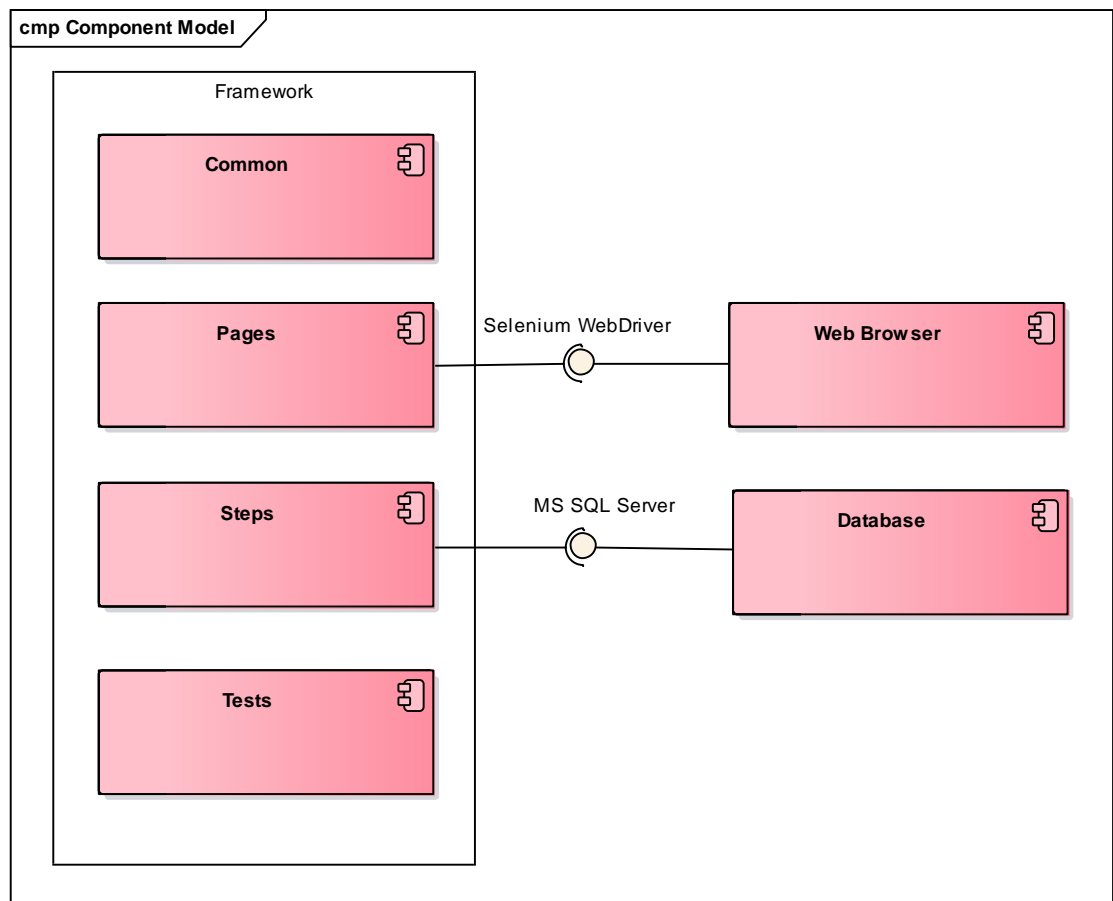 cmp Component Model
Framework
Common
Pages
Selenium WebDriver
Web Browser
Steps
MS SQL Server
Database
Tests